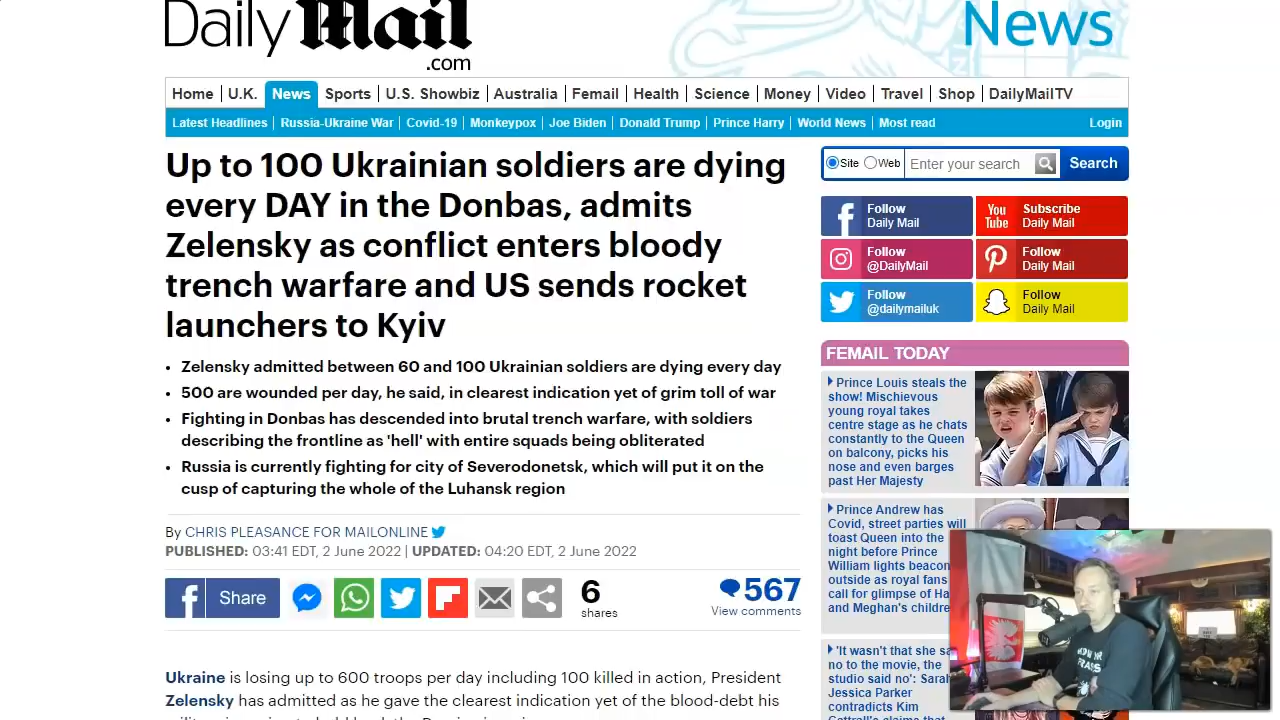 Daily Mail
.com
News
Home U.K. News Sports U.S. Showbiz Australia Femail Health Science Money Video Travel Shop DailyMailTV
Latest Headlines Russia-Ukraine War Covid-19 Monkeypox Joe Biden Donald Trump Prince Harry World News Most read Login
Up to 100 Ukrainian soldiers are dying
every DAY in the Donbas, admits
Zelensky as conflict enters bloody
trench warfare and US sends rocket
launchers to Kyiv
• Zelensky admitted between 60 and 100 Ukrainian soldiers are dying every day
• 500 are wounded per day, he said, in clearest indication yet of grim toll of war
• Fighting in Donbas has descended into brutal trench warfare, with soldiers
describing the frontline as 'hell' with entire squads being obliterated
• Russia is currently fighting for city of Severodonetsk, which will put it on the
cusp of capturing the whole of the Luhansk region
By CHRIS PLEASANCE FOR MAILONLINE
PUBLISHED: 03:41 EDT, 2 June 2022 | UPDATED: 04:20 EDT, 2 June 2022
Share
6
shares
567
View comments
Ukraine is losing up to 600 troops per day including 100 killed in action, President
Zelensky has admitted as he gave the clearest indication yet of the blood-debt his
Site Web Enter your search Search
Follow
Daily Mail
You
Tube
Subscribe
Daily Mail
Follow
@DailyMail
Follow
Daily Mail
Follow
@dailymailuk
Follow
Daily Mail
FEMAIL TODAY
Prince Louis steals the
show! Mischievous
young royal takes
centre stage as he chats
constantly to the Queen
on balcony, picks his
nose and even barges
past Her Majesty
Prince Andrew has
Covid, street parties will
toast Queen into the
night before Prince
William lights beacon
outside as royal fans
call for glimpse of Ha
and Meghan's childre
'It wasn't that she sa
no to the movie, the
studio said no': Sarah
Jessica Parker
contradicts Kim